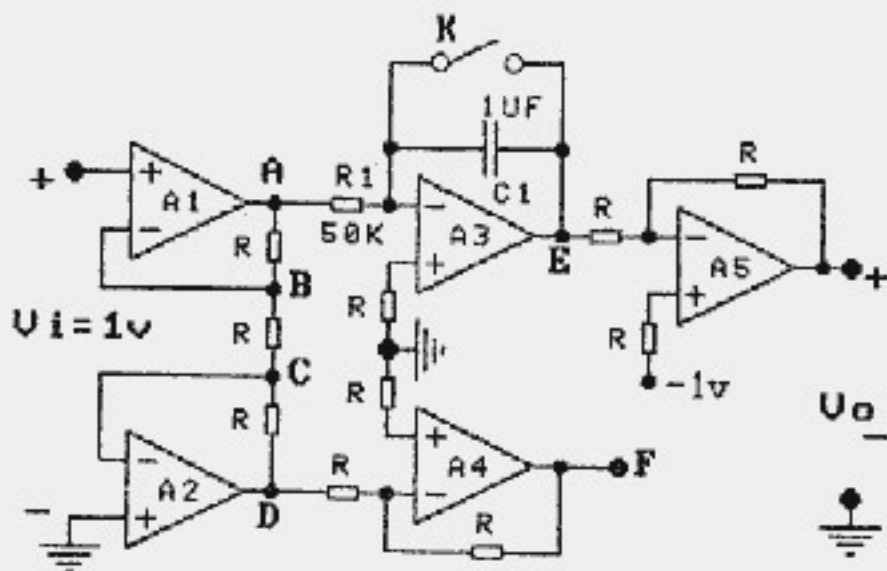 K
1UF
+
+
A1
-
A
R1
50K
-
A3
+
C1
E
R
R
-
A5
+
+
R
B
R
R
-1v
Vi=1v
R
C
R
R
Vo
-
-
A2
+
-
D
R
+
A4
-
F
R